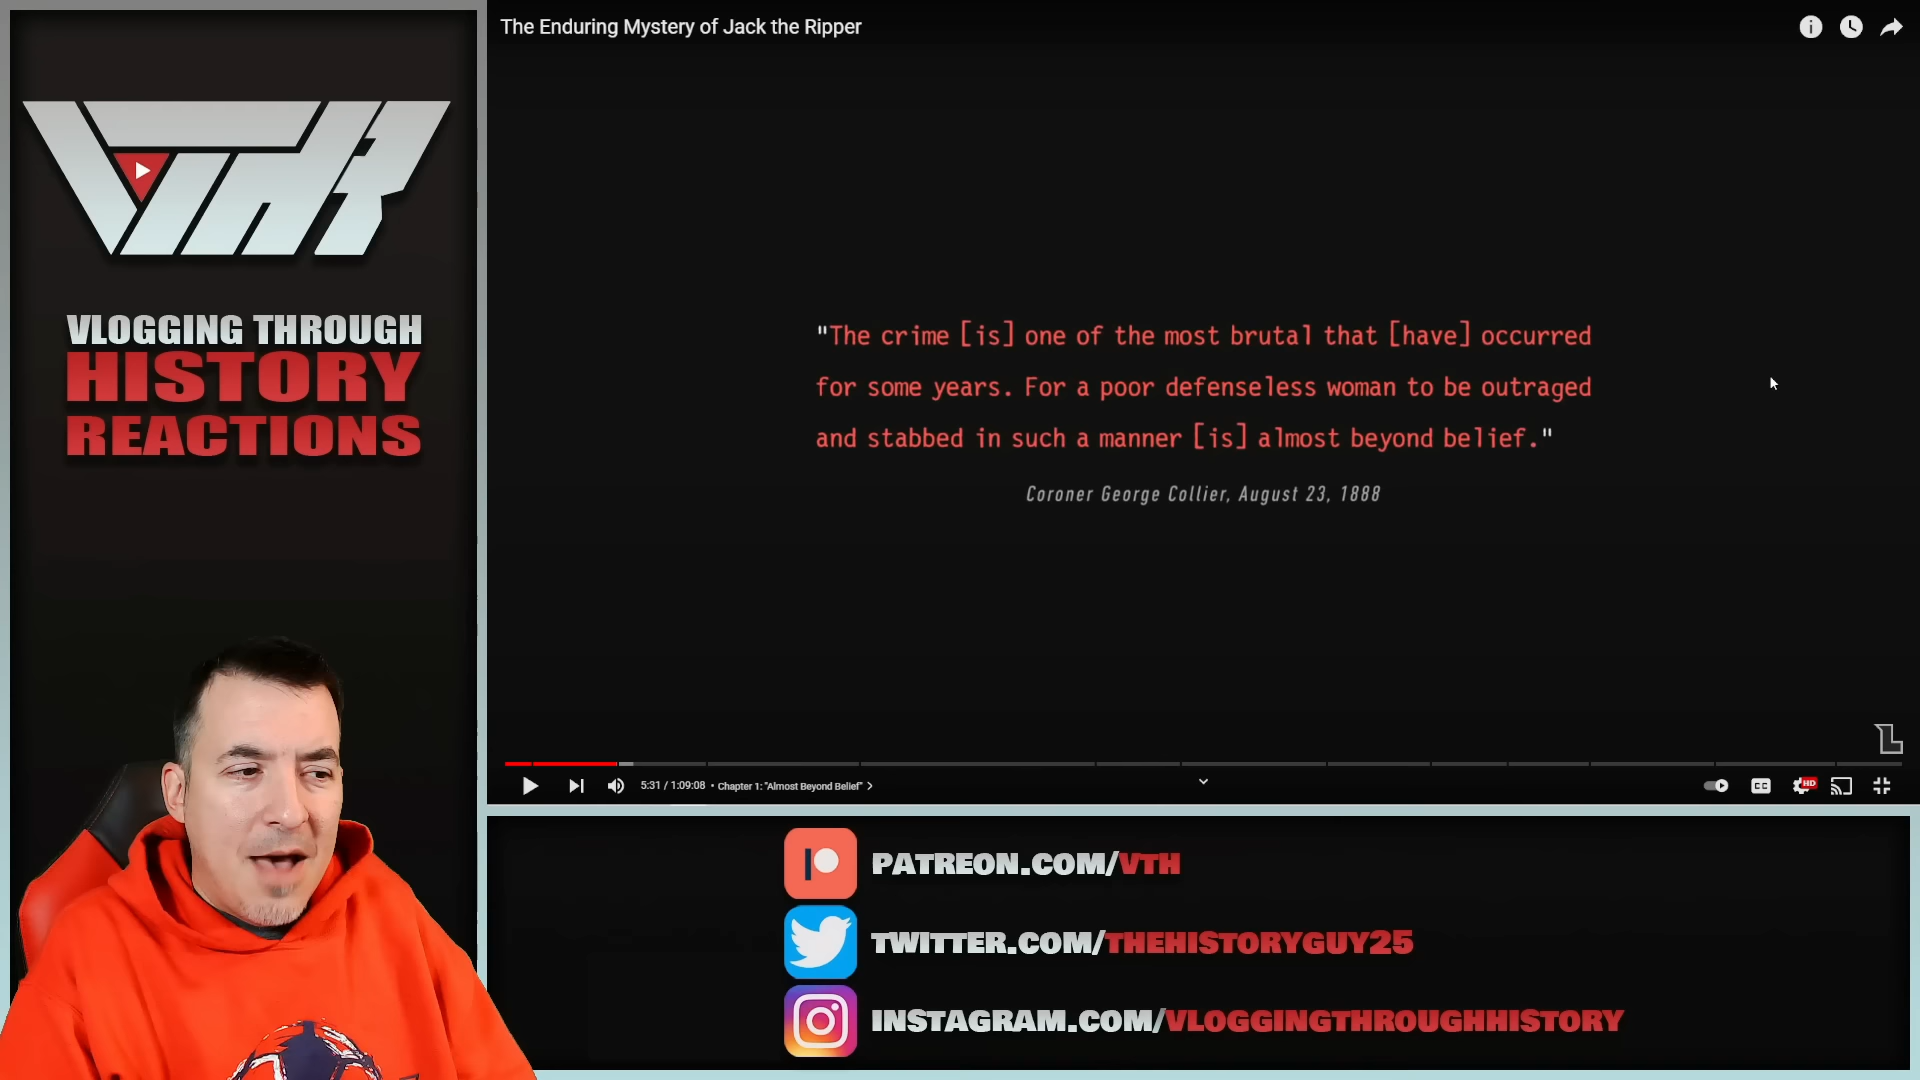 VTHR
VLOGGING THROUGH
HISTORY
REACTIONS
The Enduring Mystery of Jack the Ripper
"The crime [is] one of the most brutal that [have] occurred
for some years. For a poor defenseless woman to be outraged
and stabbed in such a manner [is] almost beyond belief."
Coroner George Collier, August 23, 1888
5:31 / 1:09:08 • Chapter 1: "Almost Beyond Belief" >
CC
HD
PATREON.COM/VTH
TWITTER.COM/THEHISTORYGUY25
INSTAGRAM.COM/VLOGGINGTHROUGHHISTORY